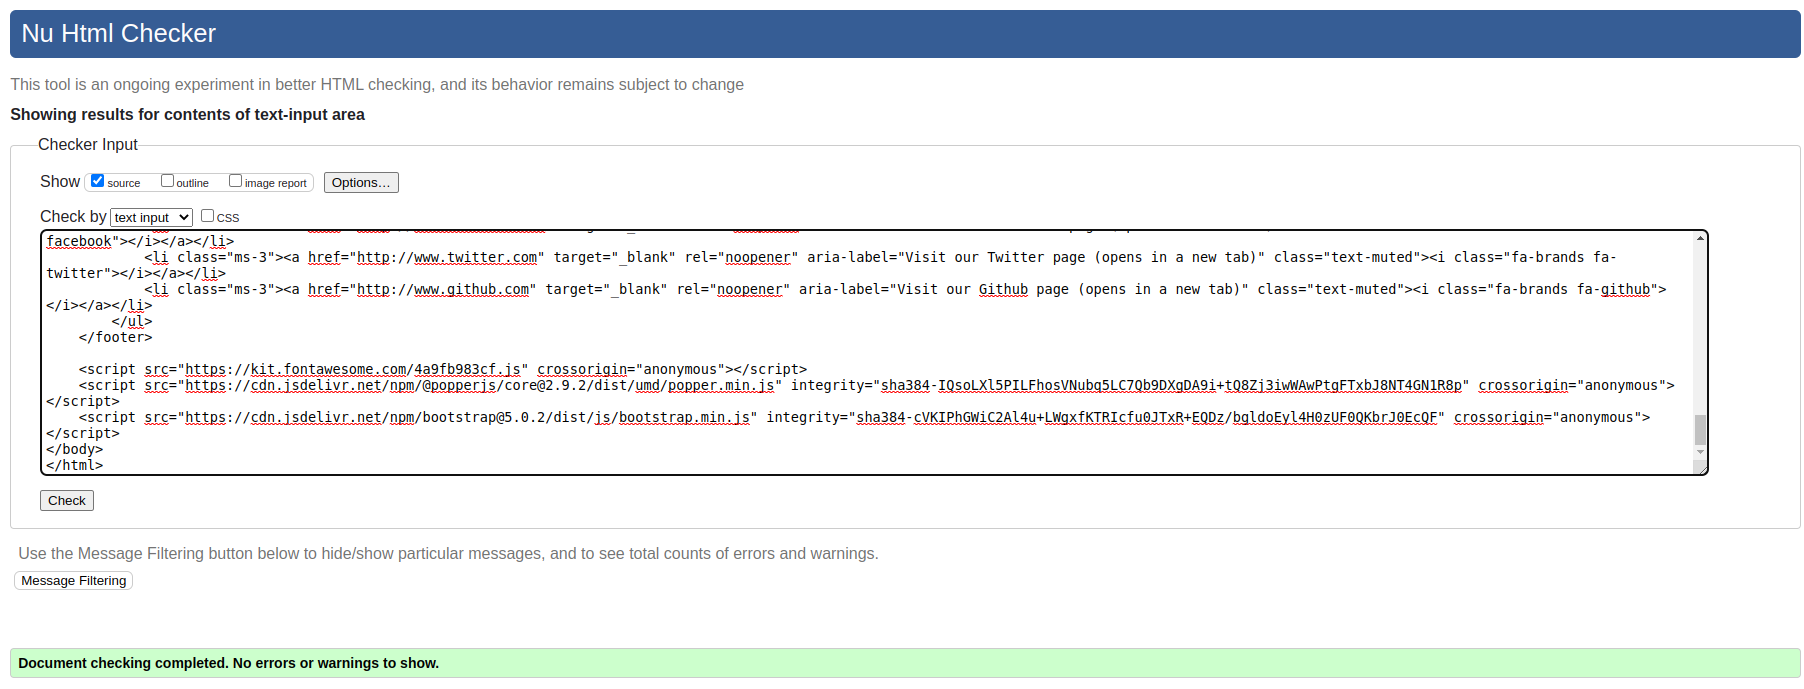 Nu Html Checker
This tool is an ongoing experiment in better HTML checking, and its behavior remains subject to change
Showing results for contents of text-input area
Checker Input
Show source outline image report Options...
Check by text input CSS
facebook"></i></a></li>
<li class="ms-3"><a href="http://www.twitter.com" target="_blank" rel="noopener" aria-label="Visit our Twitter page (opens in a new tab)" class="text-muted"><i class="fa-brands fa-
twitter"></i></a></li>
<li class="ms-3"><a href="http://www.github.com" target="_blank" rel="noopener" aria-label="Visit our Github page (opens in a new tab)" class="text-muted"><i class="fa-brands fa-github">
</i></a></li>
</ul>
</footer>
<script src="https://kit.fontawesome.com/4a9fb983cf.js" crossorigin="anonymous"></script>
<script src="https://cdn.jsdelivr.net/npm/@popperjs/core@2.9.2/dist/umd/popper.min.js" integrity="sha384-IQsoLXl5PILFhosVNubq5LC7Qb9DXgDA9i+tQ8Zj3iwWAwPtgFTxbJ8NT4GN1R8p" crossorigin="anonymous">
</script>
<script src="https://cdn.jsdelivr.net/npm/bootstrap@5.0.2/dist/js/bootstrap.min.js" integrity="sha384-cVKIPhGWiC2Al4u+LWgxfKTRIcfu0JTxR+EQDz/bgldoEyl4H0zUF0QKbrJ0EcQF" crossorigin="anonymous">
</script>
</body>
</html>
Check
Use the Message Filtering button below to hide/show particular messages, and to see total counts of errors and warnings.
Message Filtering
Document checking completed. No errors or warnings to show.